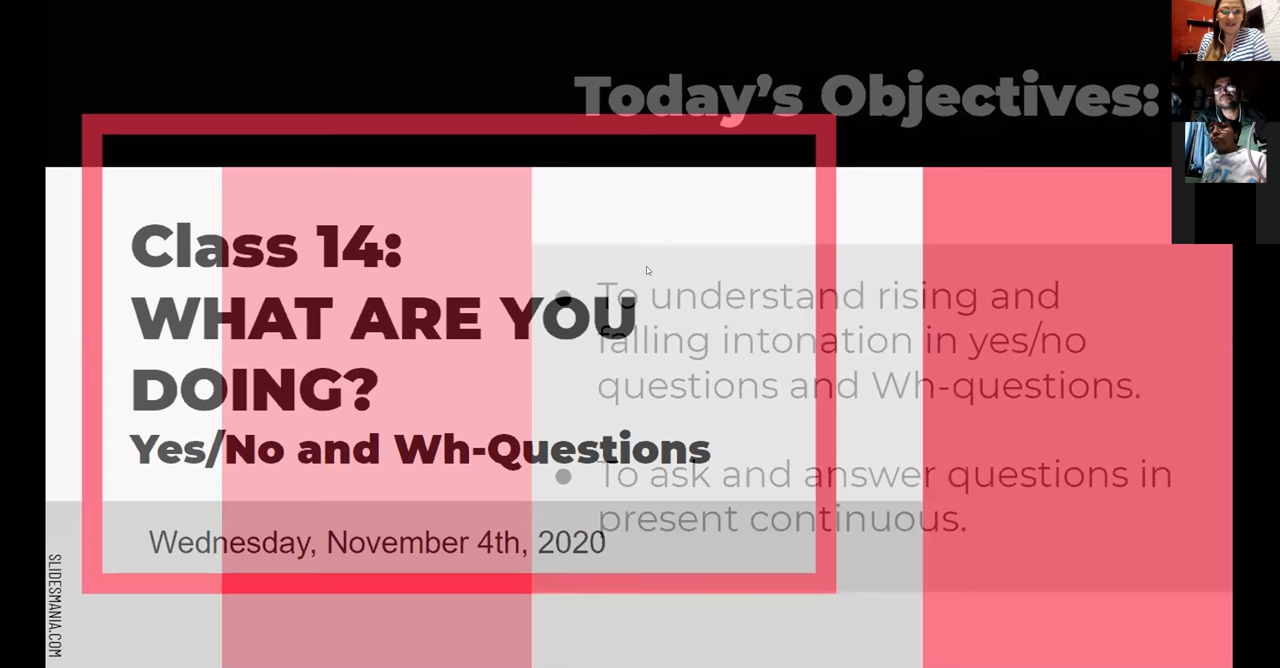 Today's Objectives:
Class 14:
WHAT ARE YOU
DOING?
Yes/No and Wh-Questions
Wednesday, November 4th, 2020
● To understand rising and
falling intonation in yes/no
questions and Wh-questions.
● To ask and answer questions in
present continuous.
SLIDESMANIA.COM